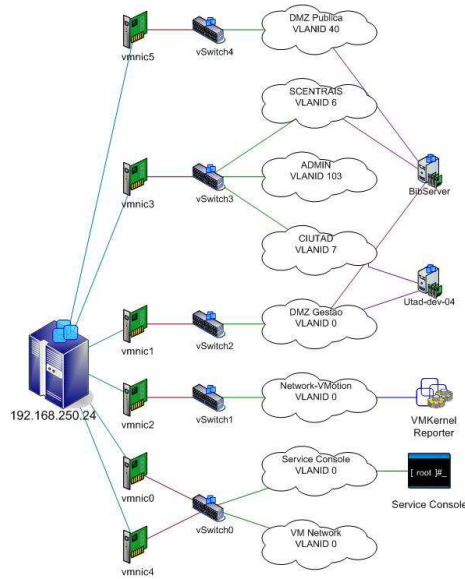 DMZ Publica
VLANID 40
vmnic5
vSwitch4
SCENTRAIS
VLANID 6
ADMIN
VLANID 103
vmnic3
vSwitch3
BibServer
CIUTAD
VLANID 7
Utad-dev-04
DMZ Gestao
VLANID 0
vmnic1
vSwitch2
192.168.250.24
Network-VMotion
VLANID 0
vmnic2
vSwitch1
VMKernel
Reporter
Service Console
VLANID 0
[ root ]#_
vmnic0
vSwitch0
Service Console
VM Network
VLANID 0
vmnic4